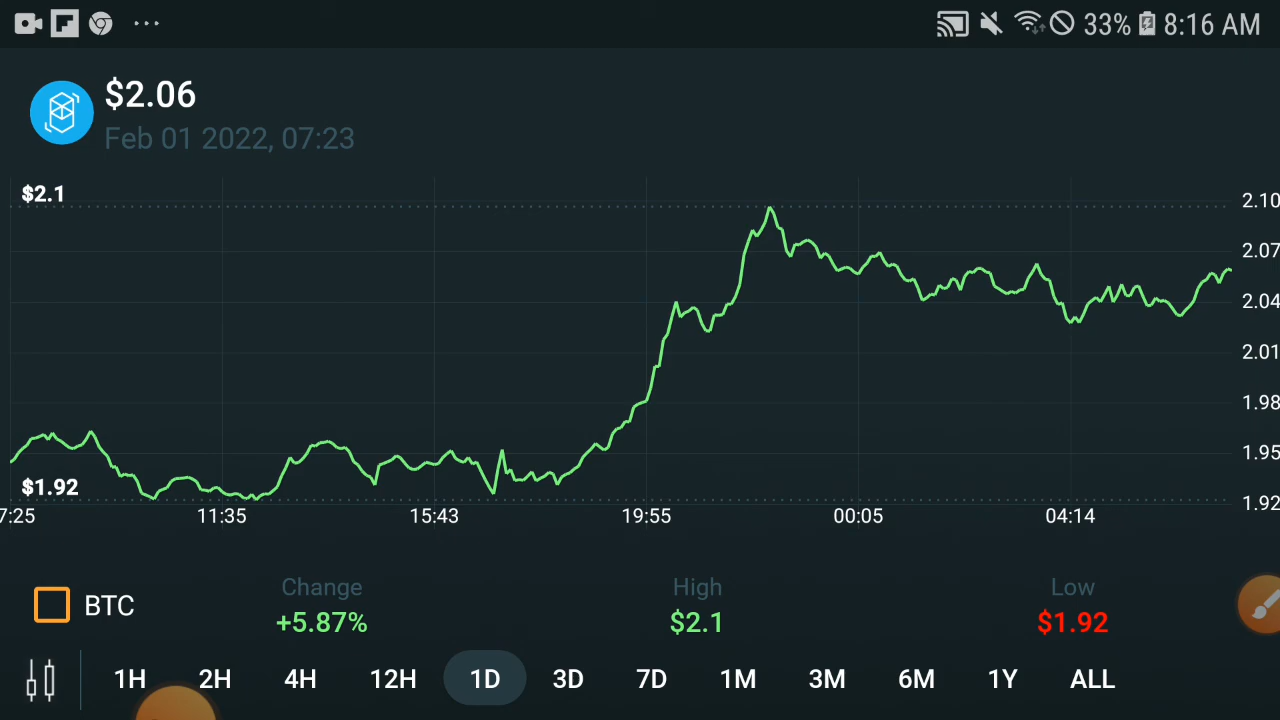 33% 8:16 AM
$2.06
Feb 01 2022, 07:23
$2.1
2.10
2.07
2.04
2.01
1.98
1.95
$1.92
1.92
7:25 11:35 15:43 19:55 00:05 04:14
BTC
Change High Low
+5.87% $2.1 $1.92
1H 2H 4H 12H 1D 3D 7D 1M 3M 6M 1Y ALL